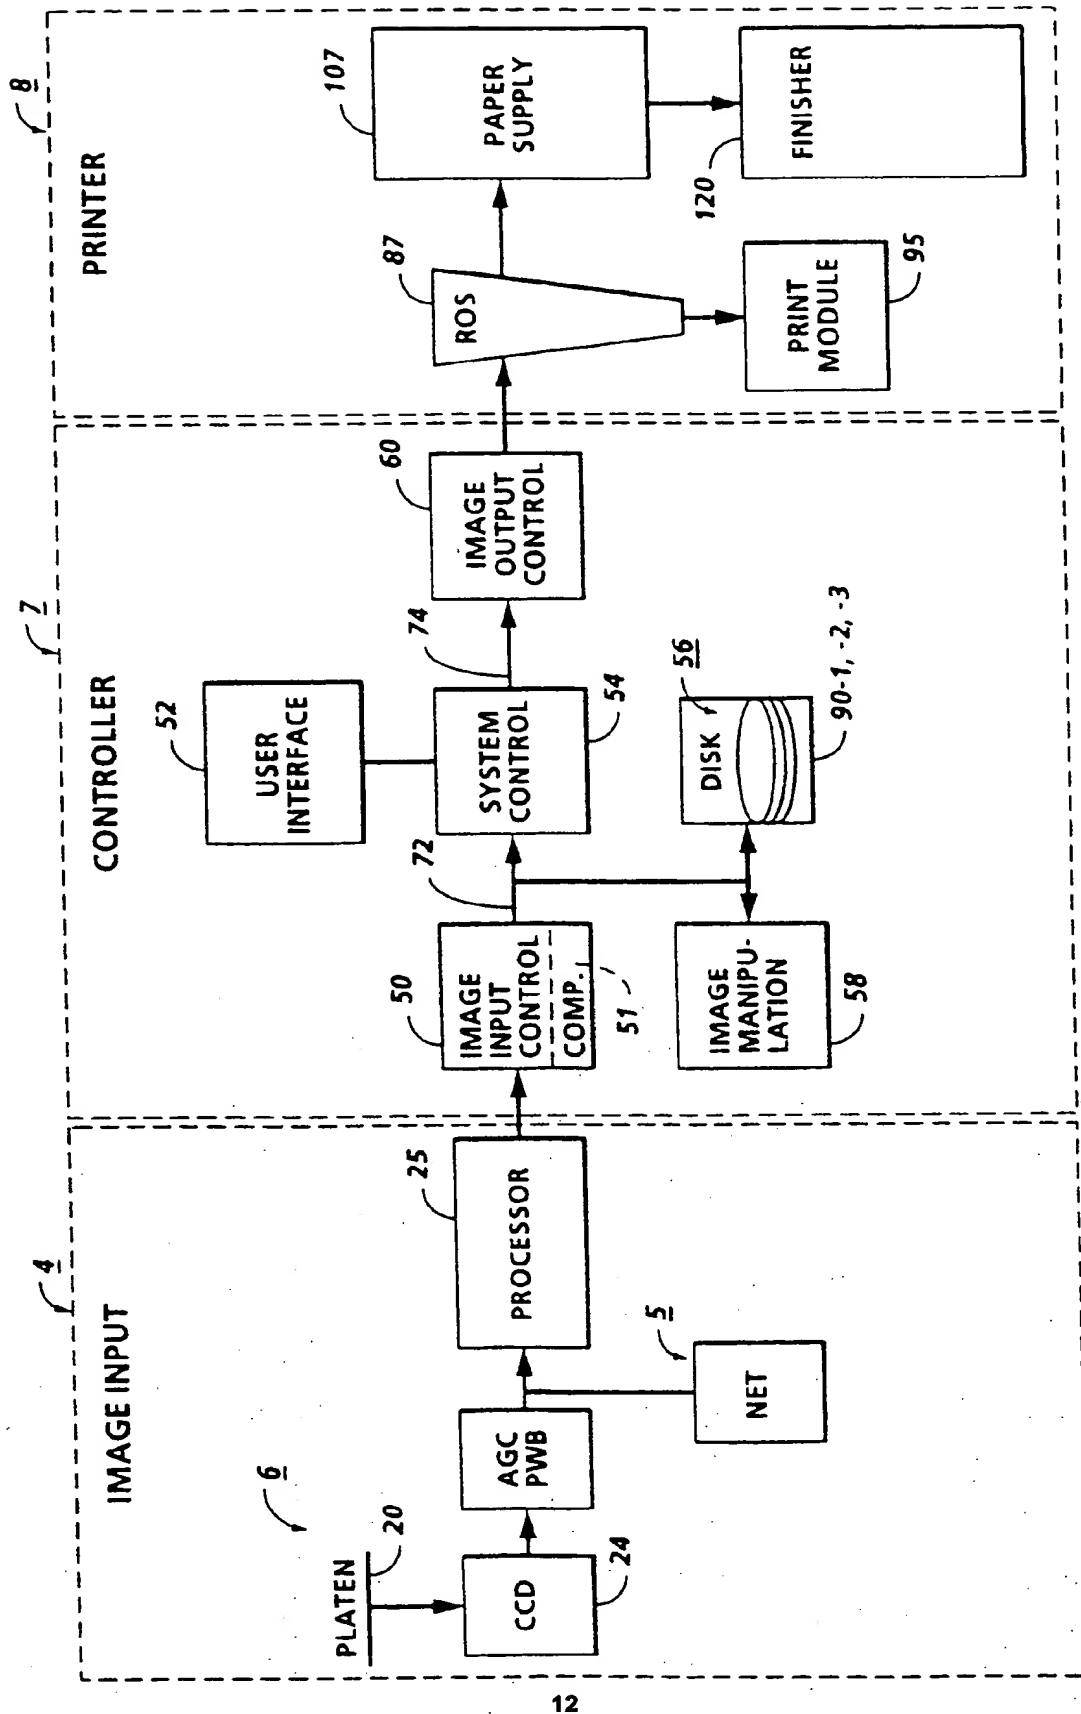 IMAGE INPUT
4
6
PLATEN
20
CCD
24
AGC
PWB
NET
5
PROCESSOR
25
CONTROLLER
7
50
IMAGE
INPUT
CONTROL
COMP.
51
72
USER
INTERFACE
52
SYSTEM
CONTROL
54
74
IMAGE
MANIPU-
LATION
58
DISK
56
90-1, -2, -3
IMAGE
OUTPUT
CONTROL
60
PRINTER
8
ROS
87
PRINT
MODULE
95
PAPER
SUPPLY
107
FINISHER
120
12